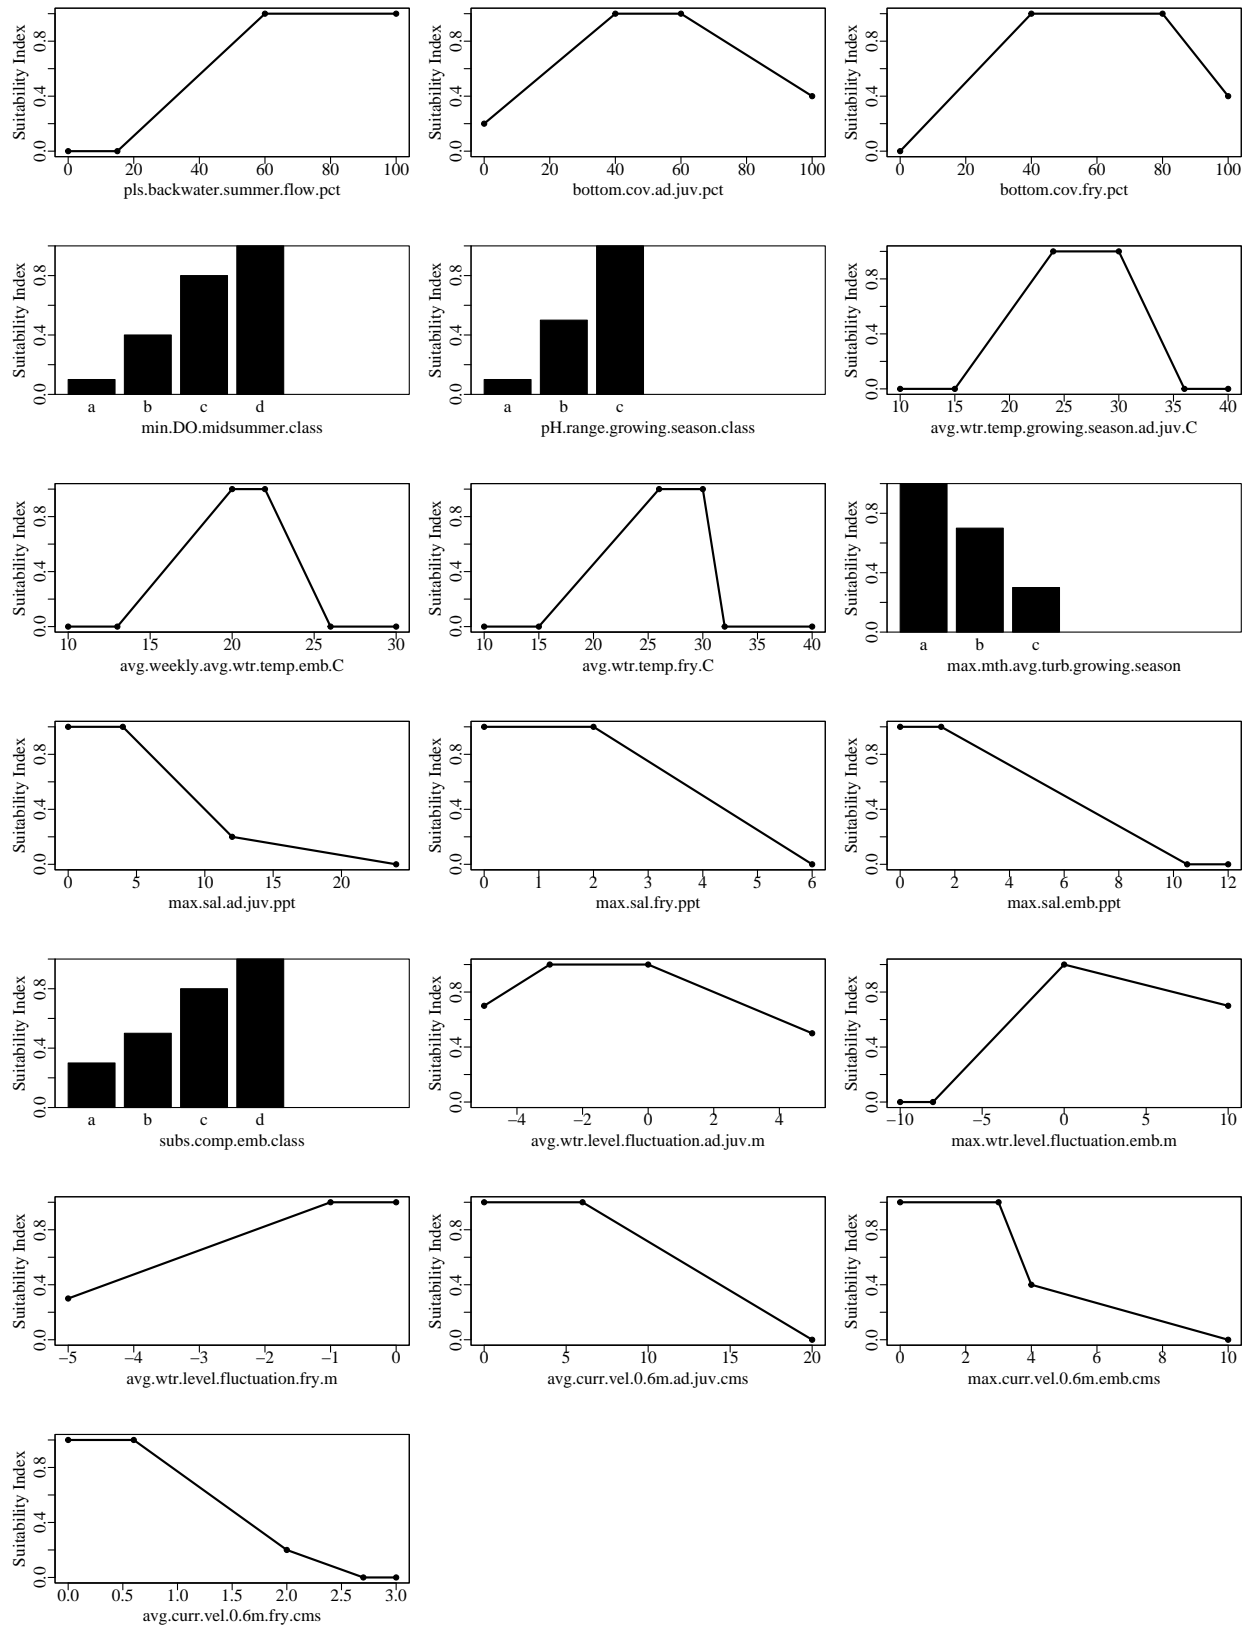 Suitability Index
0.0 0.4 0.8
0 20 40 60 80 100
pls.backwater.summer.flow.pct
Suitability Index
0.0 0.4 0.8
0 20 40 60 80 100
bottom.cov.ad.juv.pct
Suitability Index
0.0 0.4 0.8
0 20 40 60 80 100
bottom.cov.fry.pct
Suitability Index
0.0 0.4 0.8
a b c d
min.DO.midsummer.class
Suitability Index
0.0 0.4 0.8
a b c
pH.range.growing.season.class
Suitability Index
0.0 0.4 0.8
10 15 20 25 30 35 40
avg.wtr.temp.growing.season.ad.juv.C
Suitability Index
0.0 0.4 0.8
10 15 20 25 30
avg.weekly.avg.wtr.temp.emb.C
Suitability Index
0.0 0.4 0.8
10 15 20 25 30 35 40
avg.wtr.temp.fry.C
Suitability Index
0.0 0.4 0.8
a b c
max.mth.avg.turb.growing.season
Suitability Index
0.0 0.4 0.8
0 5 10 15 20
max.sal.ad.juv.ppt
Suitability Index
0.0 0.4 0.8
0 1 2 3 4 5 6
max.sal.fry.ppt
Suitability Index
0.0 0.4 0.8
0 2 4 6 8 10 12
max.sal.emb.ppt
Suitability Index
0.0 0.4 0.8
a b c d
subs.comp.emb.class
Suitability Index
0.0 0.4 0.8
−4 −2 0 2 4
avg.wtr.level.fluctuation.ad.juv.m
Suitability Index
0.0 0.4 0.8
−10 −5 0 5 10
max.wtr.level.fluctuation.emb.m
Suitability Index
0.0 0.4 0.8
−5 −4 −3 −2 −1 0
avg.wtr.level.fluctuation.fry.m
Suitability Index
0.0 0.4 0.8
0 5 10 15 20
avg.curr.vel.0.6m.ad.juv.cms
Suitability Index
0.0 0.4 0.8
0 2 4 6 8 10
max.curr.vel.0.6m.emb.cms
Suitability Index
0.0 0.4 0.8
0.0 0.5 1.0 1.5 2.0 2.5 3.0
avg.curr.vel.0.6m.fry.cms